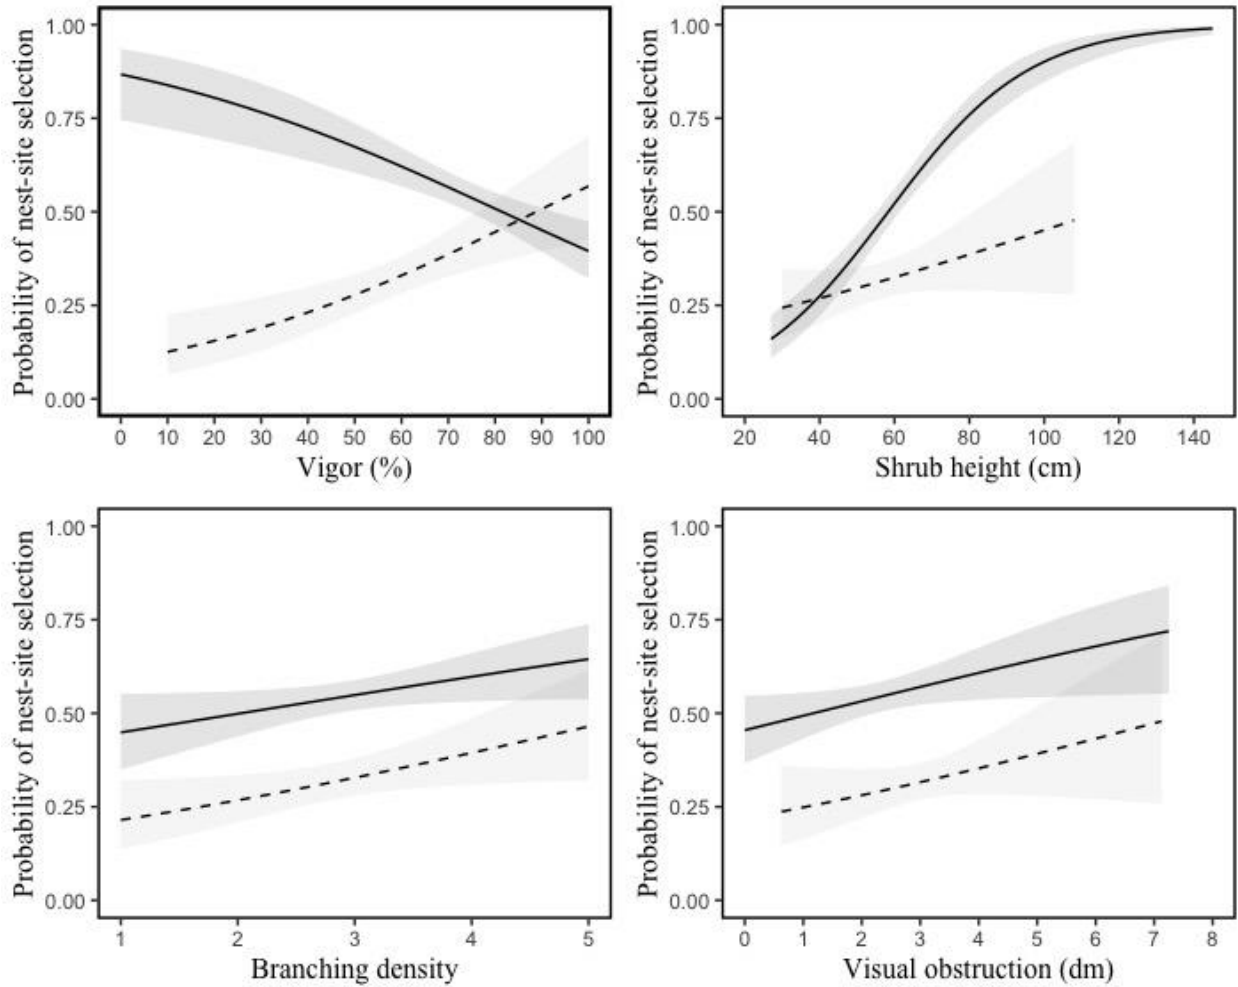 Probability of nest-site selection
1.00
0.75
0.50
0.25
0.00
0 10 20 30 40 50 60 70 80 90 100
Vigor (%)
Probability of nest-site selection
1.00
0.75
0.50
0.25
0.00
20 40 60 80 100 120 140
Shrub height (cm)
Probability of nest-site selection
1.00
0.75
0.50
0.25
0.00
1 2 3 4 5
Branching density
Probability of nest-site selection
1.00
0.75
0.50
0.25
0.00
0 1 2 3 4 5 6 7 8
Visual obstruction (dm)